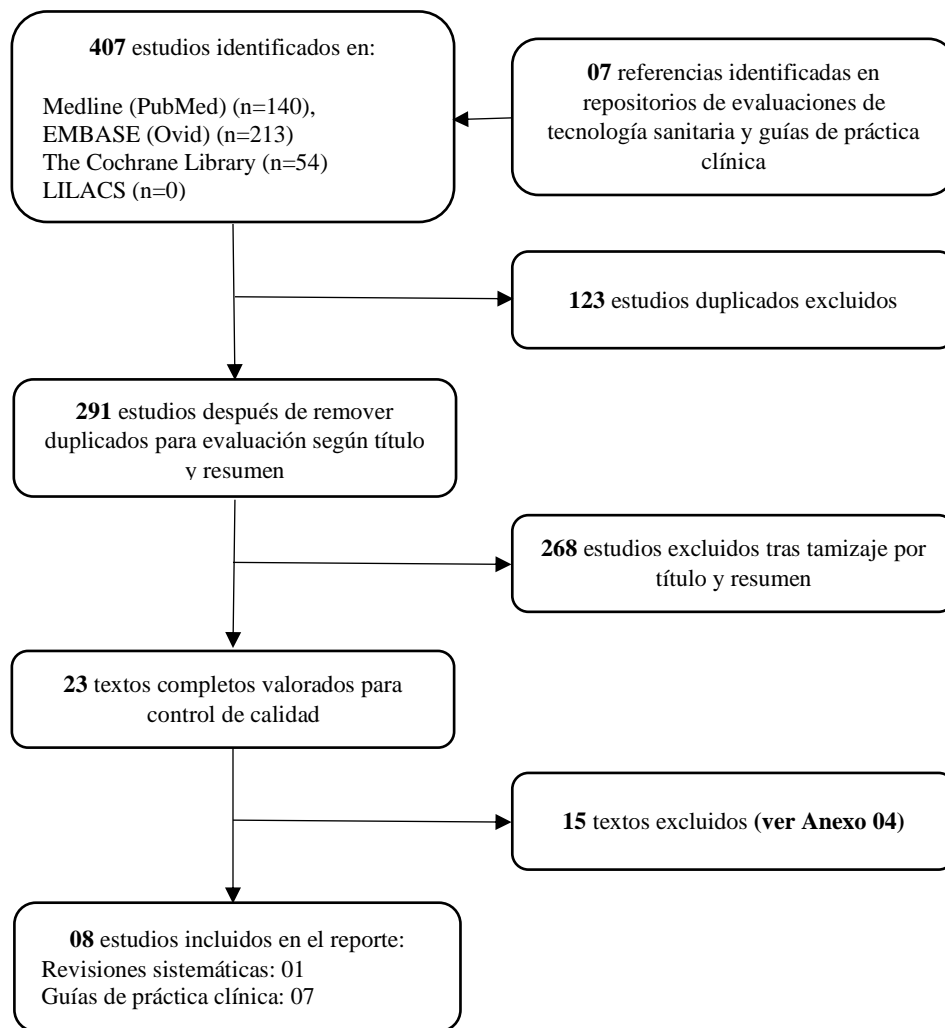 407 estudios identificados en:
Medline (PubMed) (n=140),
EMBASE (Ovid) (n=213)
The Cochrane Library (n=54)
LILACS (n=0)
07 referencias identificadas en
repositorios de evaluaciones de
tecnología sanitaria y guías de práctica
clínica
123 estudios duplicados excluidos
291 estudios después de remover
duplicados para evaluación según título
y resumen
268 estudios excluidos tras tamizaje por
título y resumen
23 textos completos valorados para
control de calidad
15 textos excluidos (ver Anexo 04)
08 estudios incluidos en el reporte:
Revisiones sistemáticas: 01
Guías de práctica clínica: 07